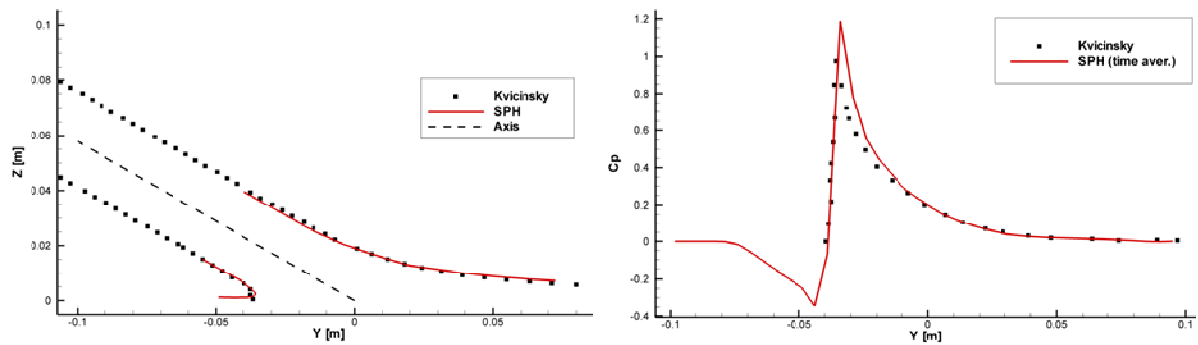 0.1
0.08
0.06
0.04
0.02
0
Z [m]
-0.1
-0.05
0
0.05
Y [m]
Kvicinsky
SPH
Axis
1.2
1
0.8
0.6
0.4
0.2
0
-0.2
-0.4
Cp
-0.1
-0.05
0
0.05
0.1
Y [m]
Kvicinsky
SPH (time aver.)